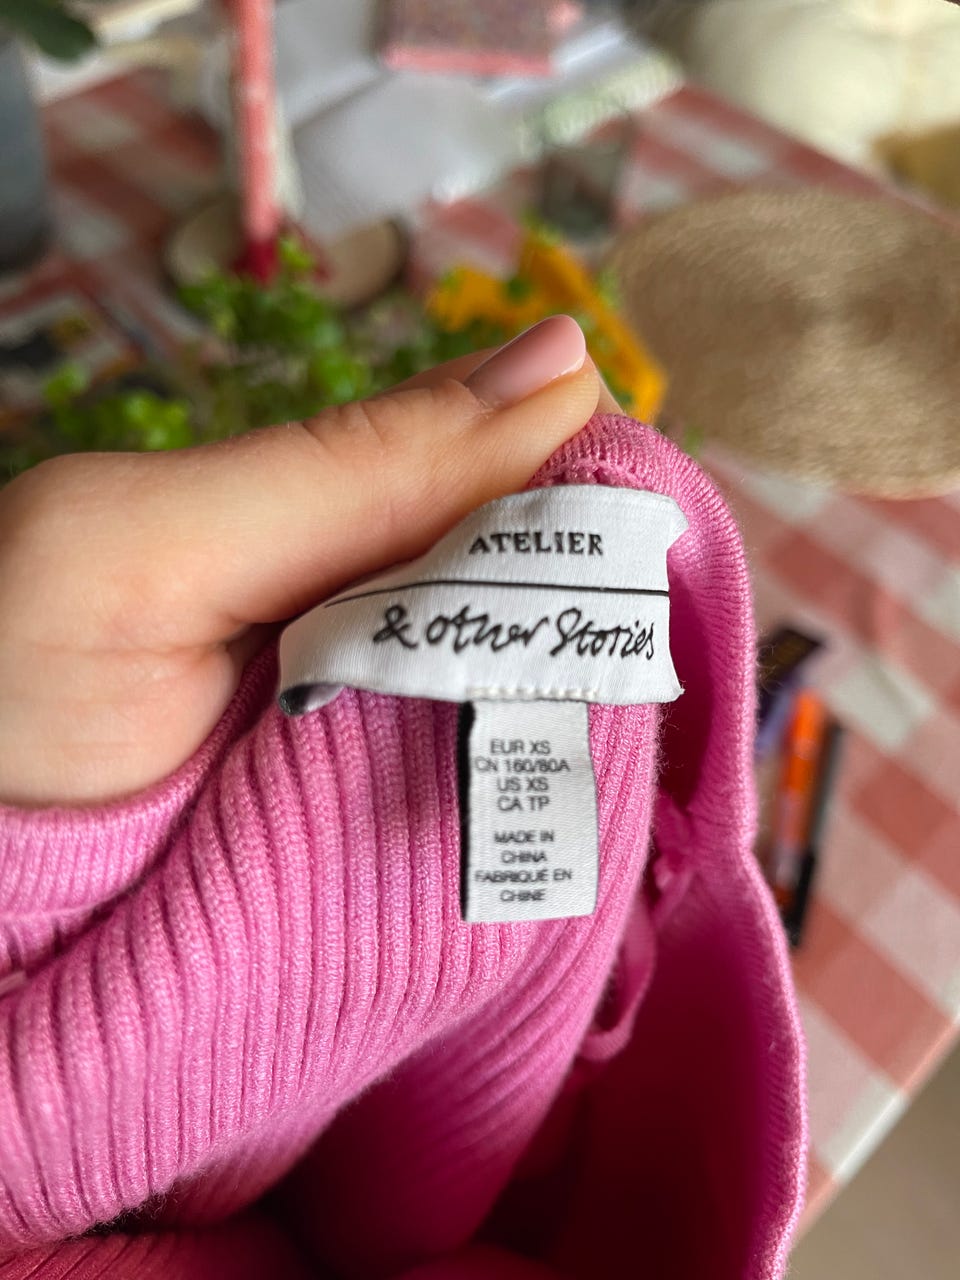 ATELIER
& other Stories
EUR XS
CN 160/80A
US XS
CA TP
MADE IN
CHINA
FABRIQUÉ EN
CHINE